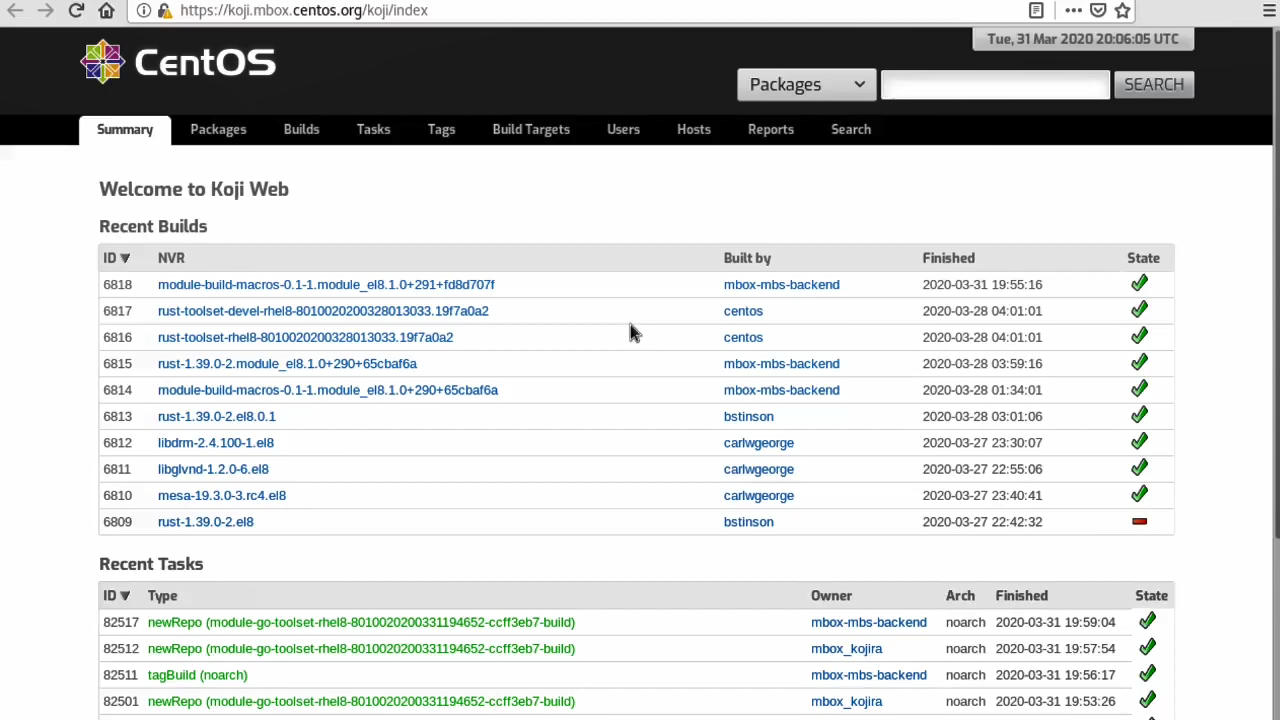 https://koji.mbox.centos.org/koji/index
Tue, 31 Mar 2020 20:06:05 UTC
CentOS
Packages SEARCH
Summary Packages Builds Tasks Tags Build Targets Users Hosts Reports Search
Welcome to Koji Web
Recent Builds
ID NVR Built by Finished State
6818 module-build-macros-0.1-1.module_el8.1.0+291+fd8d707f mbox-mbs-backend 2020-03-31 19:55:16
6817 rust-toolset-devel-rhel8-8010020200328013033.19f7a0a2 centos 2020-03-28 04:01:01
6816 rust-toolset-rhel8-8010020200328013033.19f7a0a2 centos 2020-03-28 04:01:01
6815 rust-1.39.0-2.module_el8.1.0+290+65cbaf6a mbox-mbs-backend 2020-03-28 03:59:16
6814 module-build-macros-0.1-1.module_el8.1.0+290+65cbaf6a mbox-mbs-backend 2020-03-28 01:34:01
6813 rust-1.39.0-2.el8.0.1 bstinson 2020-03-28 03:01:06
6812 libdrm-2.4.100-1.el8 carlwgeorge 2020-03-27 23:30:07
6811 libglvnd-1.2.0-6.el8 carlwgeorge 2020-03-27 22:55:06
6810 mesa-19.3.0-3.rc4.el8 carlwgeorge 2020-03-27 23:40:41
6809 rust-1.39.0-2.el8 bstinson 2020-03-27 22:42:32
Recent Tasks
ID Type Owner Arch Finished State
82517 newRepo (module-go-toolset-rhel8-8010020200331194652-ccff3eb7-build) mbox-mbs-backend noarch 2020-03-31 19:59:04
82512 newRepo (module-go-toolset-rhel8-8010020200331194652-ccff3eb7-build) mbox_kojira noarch 2020-03-31 19:57:54
82511 tagBuild (noarch) mbox-mbs-backend noarch 2020-03-31 19:56:17
82501 newRepo (module-go-toolset-rhel8-8010020200331194652-ccff3eb7-build) mbox_kojira noarch 2020-03-31 19:53:26